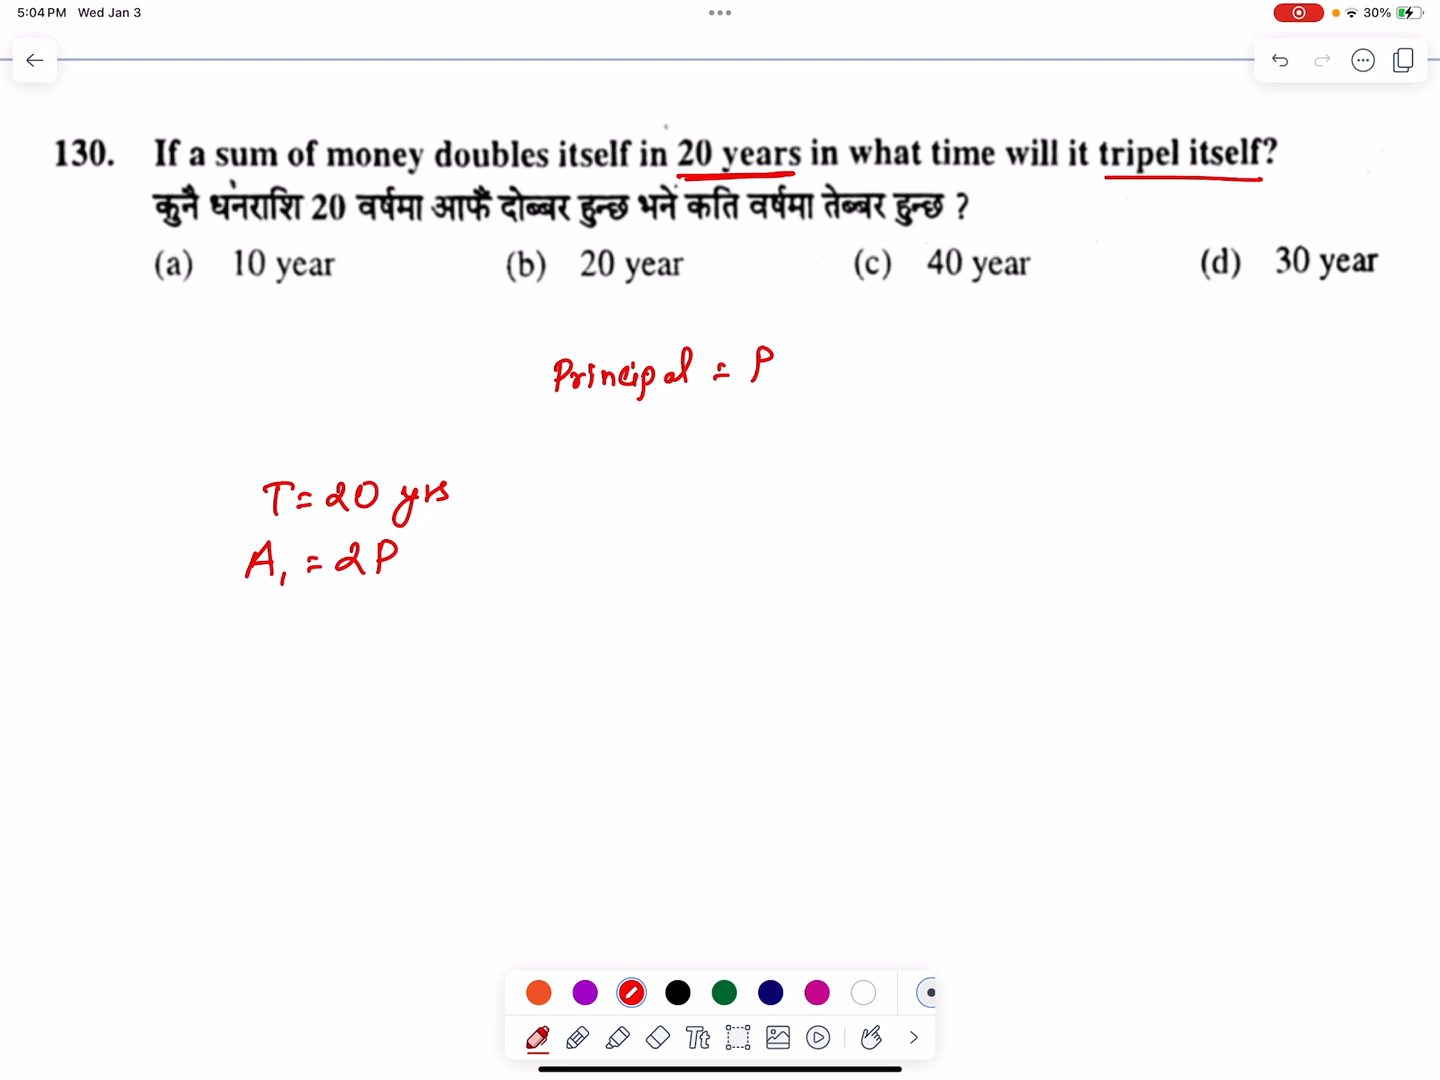 5:04 PM Wed Jan 3
30%
130. If a sum of money doubles itself in 20 years in what time will it tripel itself?
कुनै धनराशि 20 वर्षमा आफैं दोब्बर हुन्छ भने कति वर्षमा तेब्बर हुन्छ ?
(a) 10 year (b) 20 year (c) 40 year (d) 30 year
Principal = P
T = 20 yrs
A₁ = 2P
Tt